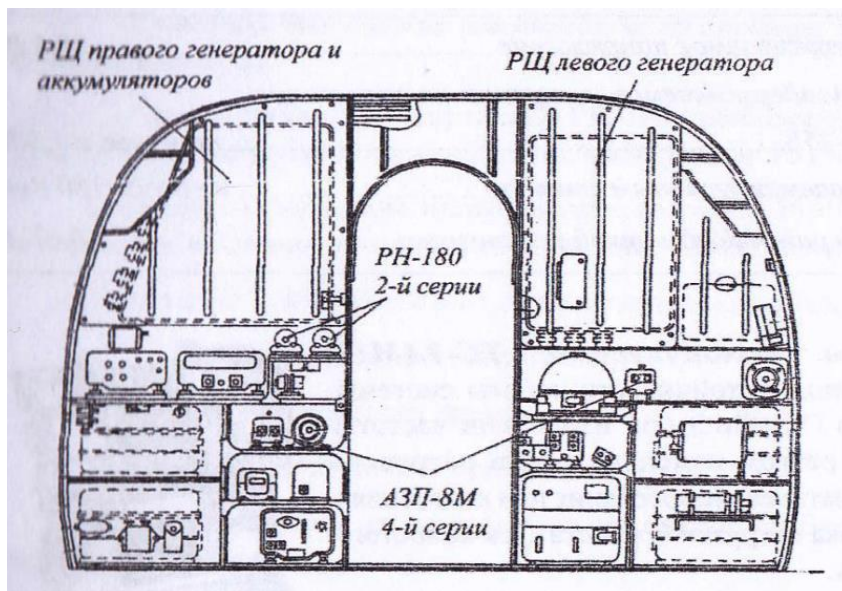 РЩ правого генератора и
аккумуляторов
РЩ левого генератора
РН-180
2-й серии
АЗП-8М
4-й серии